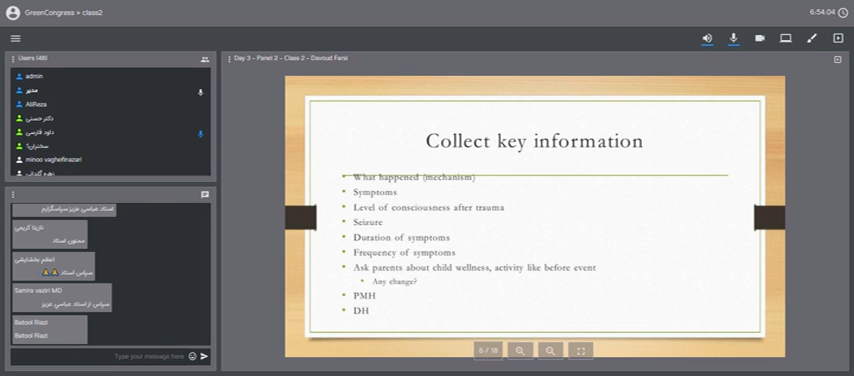 GreenCongress > class2
6:54:04
Users (48)
admin
مدیر
AliReza
دکتر حسنی
داود فارسی
سخنران؟
minoo vaghefinazari
زهره گلدانی
استاد عباسی عزیز سپاسگزارم
نازیتا کریمی
ممنون استاد
اعظم بخشایشی
سپاس استاد 🙏🙏
Samira vaziri MD
سپاس از استاد عباسی عزیز
Batool Riazi
Batool Riazi
Type your message here
Day 3 - Panel 2 - Class 2 - Davoud Farsi
Collect key information
• What happened (mechanism)
• Symptoms
• Level of consciousness after trauma
• Seizure
• Duration of symptoms
• Frequency of symptoms
• Ask parents about child wellness, activity like before event
• Any change?
• PMH
• DH
6 / 18